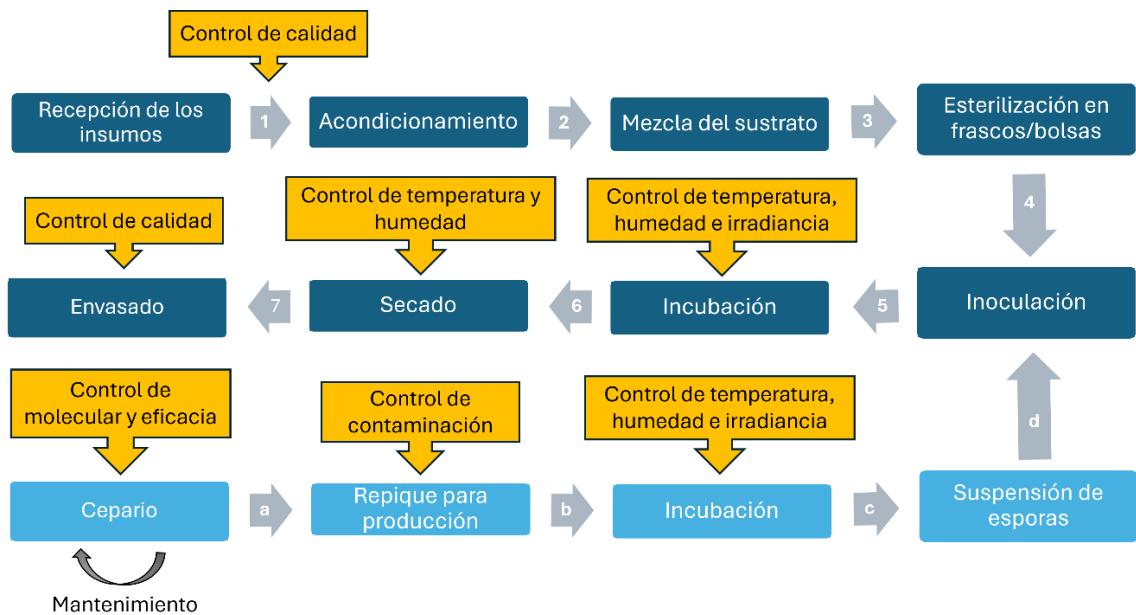 Control de calidad
Recepción de los
insumos
1
Acondicionamiento
2
Mezcla del sustrato
3
Esterilización en
frascos/bolsas
4
Control de calidad
Control de temperatura y
humedad
Control de temperatura,
humedad e irradiancia
Envasado
7
Secado
6
Incubación
5
Inoculación
Control de
molecular y eficacia
Control de
contaminación
Control de temperatura,
humedad e irradiancia
d
Cepario
a
Repique para
producción
b
Incubación
c
Suspensión de
esporas
Mantenimiento